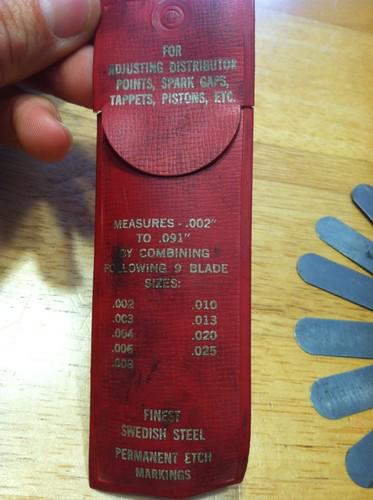 FOR
ADJUSTING DISTRIBUTOR
POINTS, SPARK GAPS,
TAPPETS, PISTONS, ETC.
MEASURES - .002"
TO .091"
BY COMBINING
FOLLOWING 9 BLADE
SIZES:
.002 .010
.003 .013
.004 .020
.006 .025
.008
FINEST
SWEDISH STEEL
PERMANENT ETCH
MARKINGS